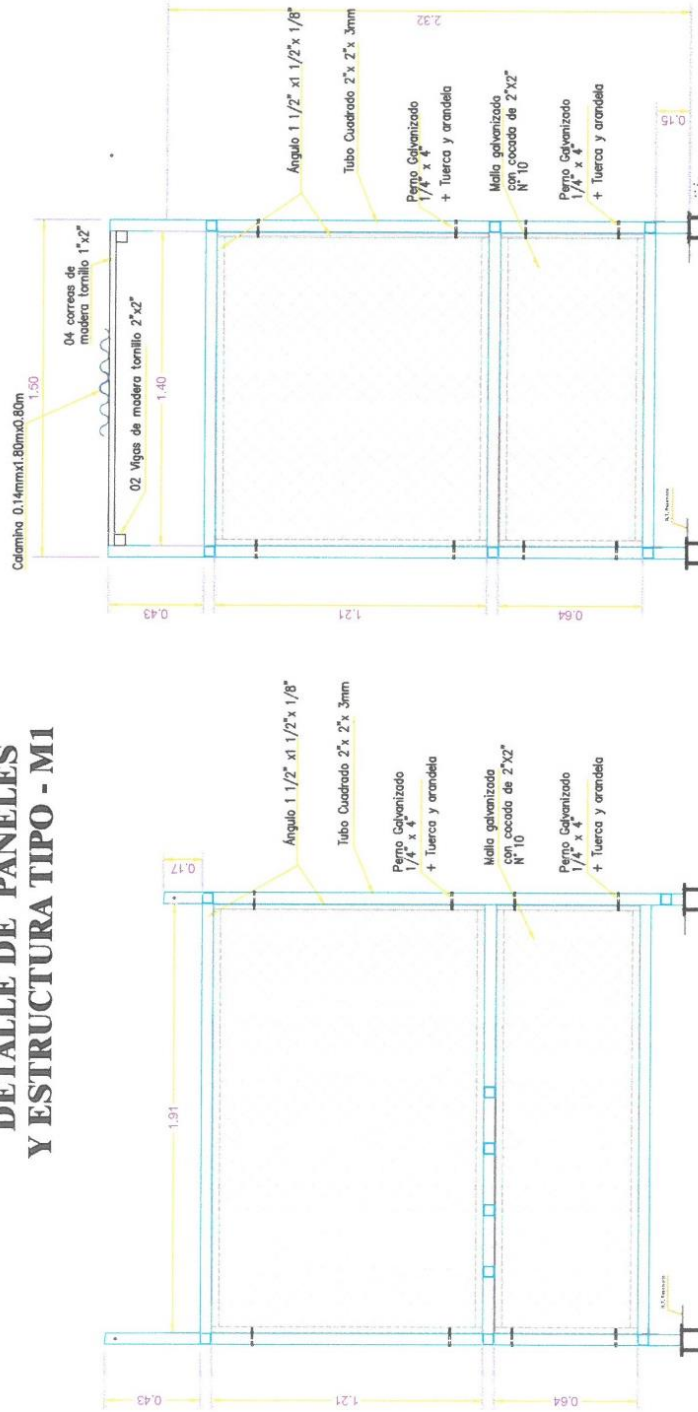 DETALLE DE PANELES
Y ESTRUCTURA TIPO - M1
0.43
1.21
0.64
1.91
0.17
Ángulo 1 1/2" x1 1/2"x 1/8"
Tubo Cuadrado 2"x 2"x 3mm
Perno Galvanizado
1/4" x 4"
+ Tuerca y arandela
Malla galvanizada
con cocada de 2"X2"
N° 10
Perno Galvanizado
1/4" x 4"
+ Tuerca y arandela
Calamina 0.14mmx1.80mx0.80m
1.50
04 correas de
madera tornillo 1"x2"
02 Vigas de madera tornillo 2"x2"
1.40
0.43
1.21
0.64
Ángulo 1 1/2" x1 1/2"x 1/8"
Tubo Cuadrado 2"x 2"x 3mm
Perno Galvanizado
1/4" x 4"
+ Tuerca y arandela
Malla galvanizada
con cocada de 2"X2"
N° 10
Perno Galvanizado
1/4" x 4"
+ Tuerca y arandela
2.32
0.15